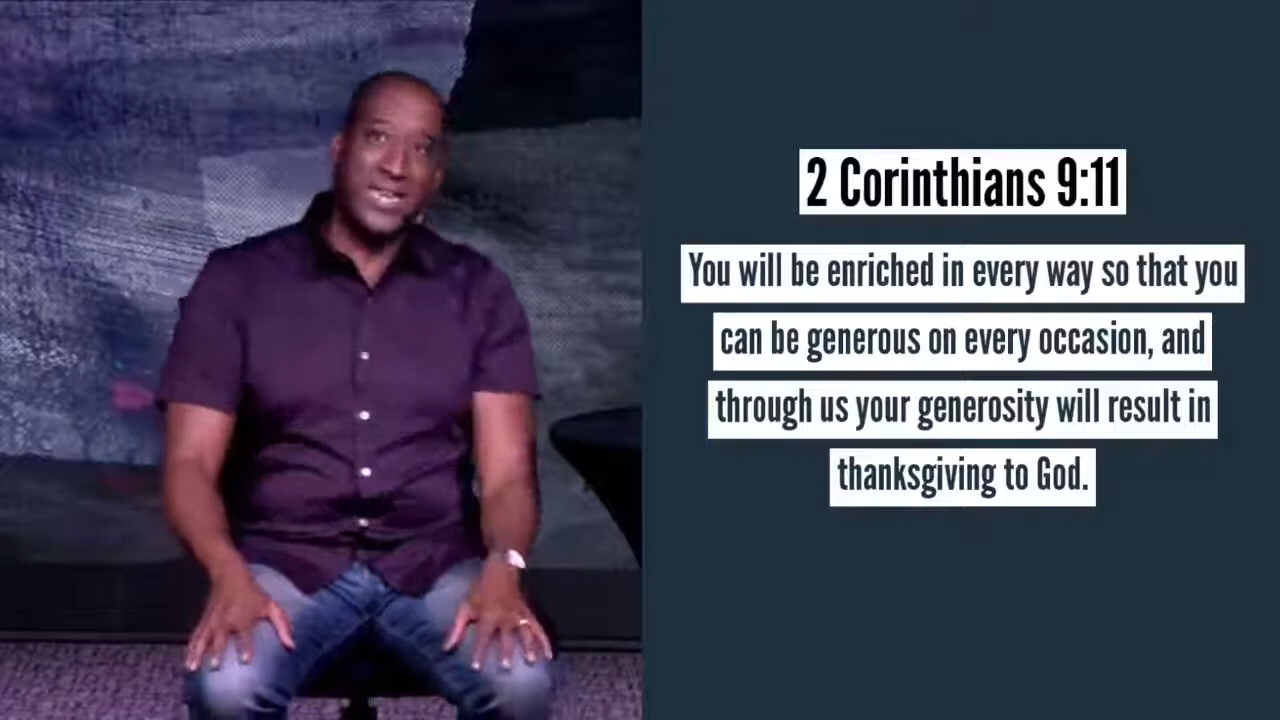 2 Corinthians 9:11
You will be enriched in every way so that you
can be generous on every occasion, and
through us your generosity will result in
thanksgiving to God.